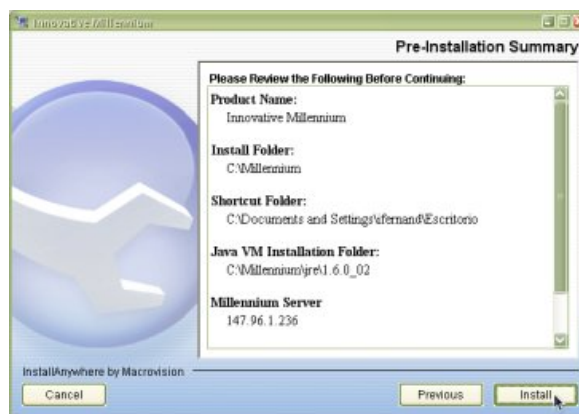 Innovative Millennium
Pre-Installation Summary
Please Review the Following Before Continuing:
Product Name:
Innovative Millennium
Install Folder:
C:\Millennium
Shortcut Folder:
C:\Documents and Settings\sfernand\Escritorio
Java VM Installation Folder:
C:\Millennium\jre\1.6.0_02
Millennium Server
147.96.1.236
InstallAnywhere by Macrovision
Cancel
Previous
Install